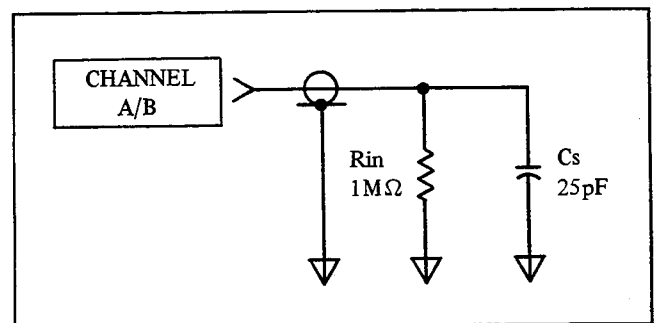 CHANNEL
A/B
Rin
1MΩ
Cs
25pF